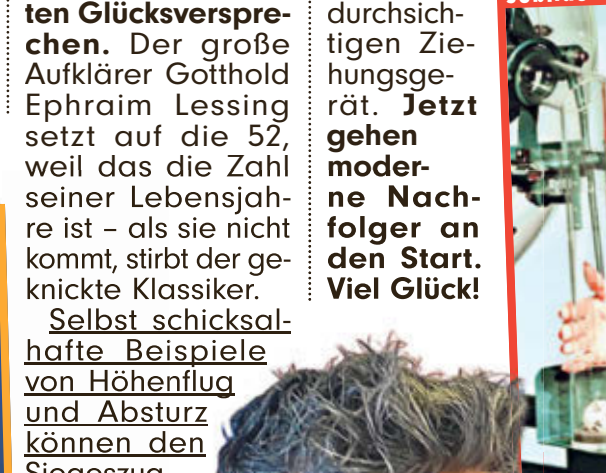 ten Glücksverspre-
chen. Der große
Aufklärer Gotthold
Ephraim Lessing
setzt auf die 52,
weil das die Zahl
seiner Lebensjah-
re ist – als sie nicht
kommt, stirbt der ge-
knickte Klassiker.
Selbst schicksal-
hafte Beispiele
von Höhenflug
und Absturz
können den
Siegeszug
durchsich-
tigen Zie-
hungsge-
rät. Jetzt
gehen
moder-
ne Nach-
folger an
den Start.
Viel Glück!